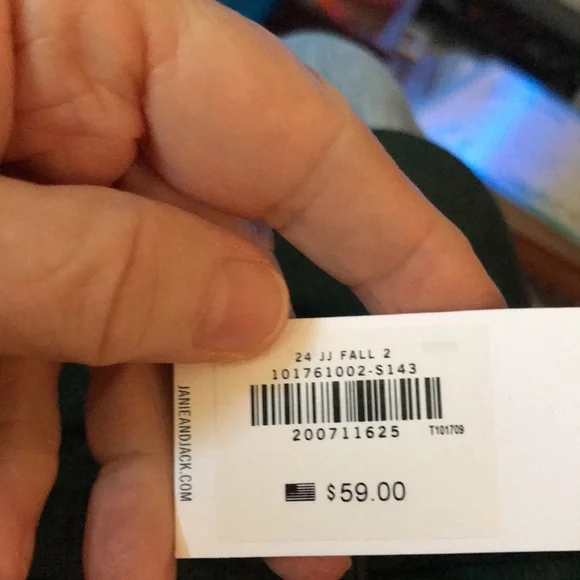 24 JJ FALL 2
101761002-S143
200711625
T101709
$59.00
JANIEANDJACK.COM